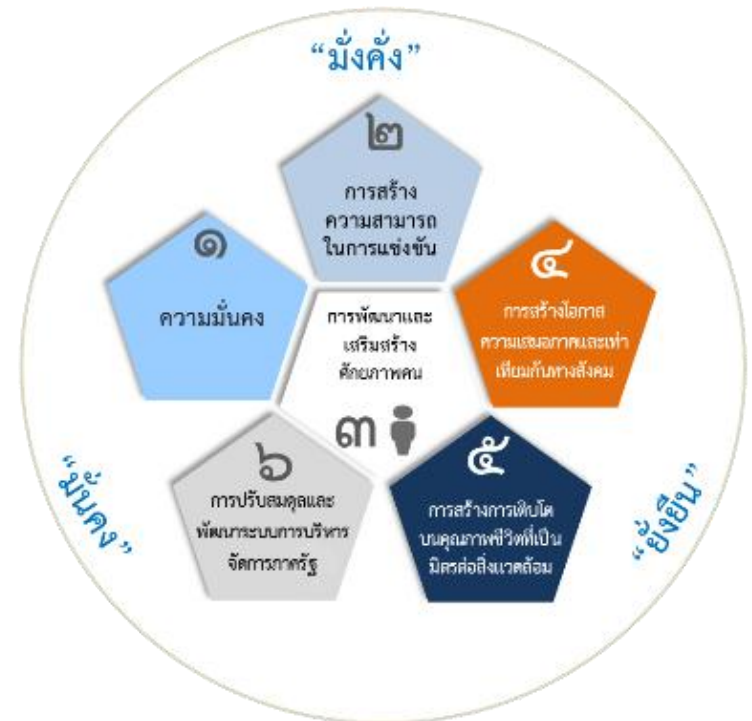 “มั่งคั่ง”
๒
การสร้าง
ความสามารถ
ในการแข่งขัน
๑
ความมั่นคง
๔
การสร้างโอกาส
ความเสมอภาคและเท่า
เทียมกันทางสังคม
การพัฒนาและ
เสริมสร้าง
ศักยภาพคน
๓
๖
การปรับสมดุลและ
พัฒนาระบบการบริหาร
จัดการภาครัฐ
๕
การสร้างการเติบโต
บนคุณภาพชีวิตที่เป็น
มิตรต่อสิ่งแวดล้อม
“มั่นคง”
“ยั่งยืน”